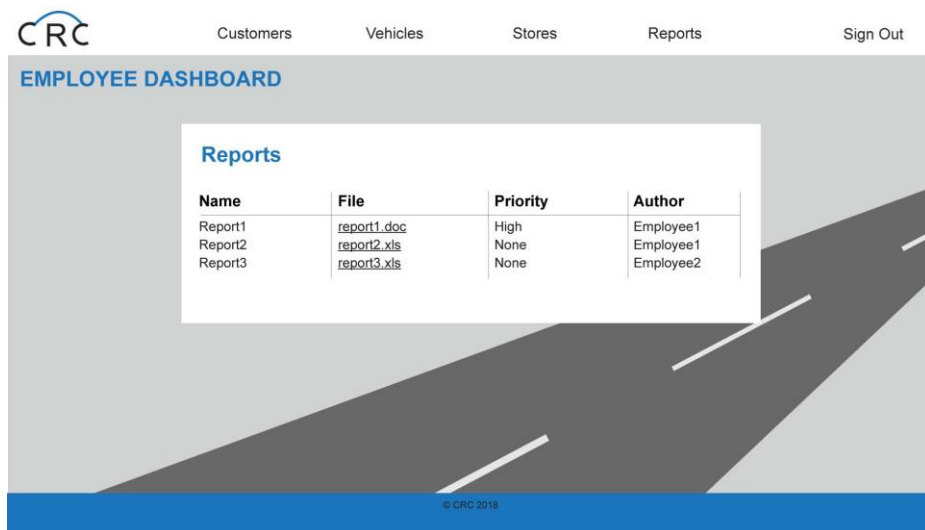 CRC Customers Vehicles Stores Reports Sign Out
EMPLOYEE DASHBOARD
Reports
Name File Priority Author
Report1 report1.doc High Employee1
Report2 report2.xls None Employee1
Report3 report3.xls None Employee2
© CRC 2018